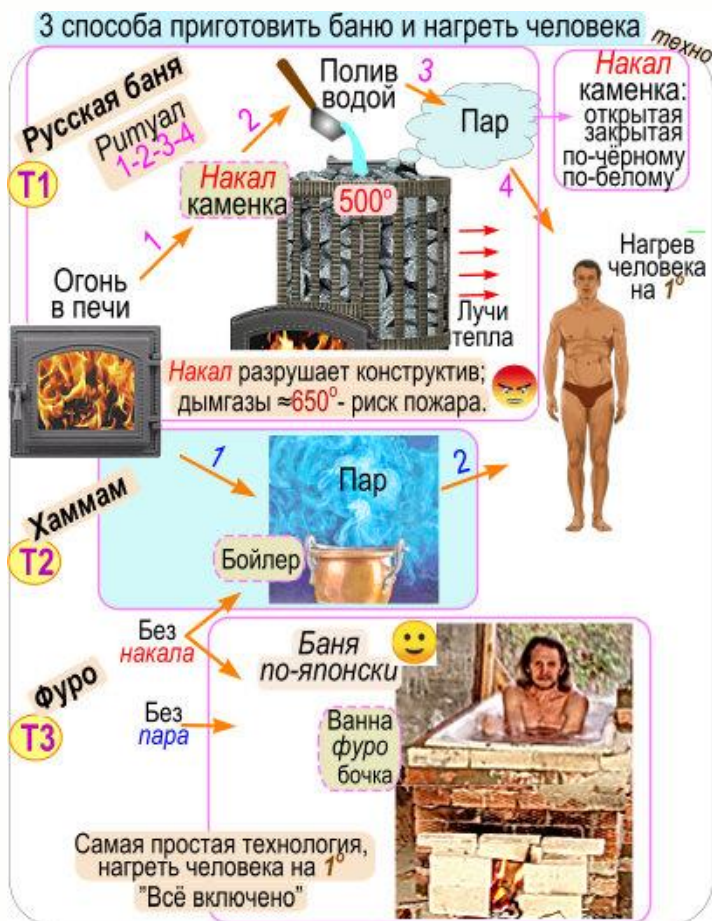 3 способа приготовить баню и нагреть человека
техно
Русская баня
Ритуал
1-2-3-4
Т1
Полив
водой
3
2
Пар
Накал
каменка:
открытая
закрытая
по-чёрному
по-белому
Накал
каменка
500°
4
1
Огонь
в печи
Лучи
тепла
Нагрев
человека
на 1°
Накал разрушает конструктив;
дымгазы ≈650°- риск пожара.
Хаммам
Т2
1
Пар
2
Бойлер
Без
накала
Фуро
Т3
Без
пара
Баня
по-японски
Ванна
фуро
бочка
Самая простая технология,
нагреть человека на 1°
"Всё включено"